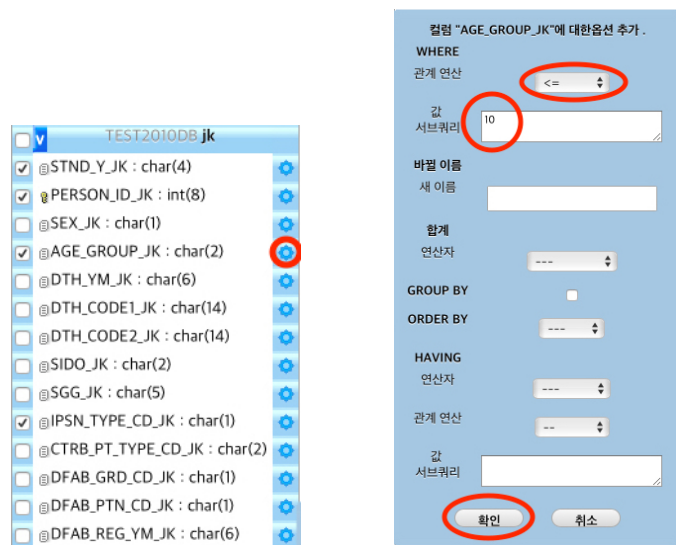 v TEST2010DB jk
STND_Y_JK : char(4)
PERSON_ID_JK : int(8)
SEX_JK : char(1)
AGE_GROUP_JK : char(2)
DTH_YM_JK : char(6)
DTH_CODE1_JK : char(14)
DTH_CODE2_JK : char(14)
SIDO_JK : char(2)
SGG_JK : char(5)
IPSN_TYPE_CD_JK : char(1)
CTRB_PT_TYPE_CD_JK : char(2)
DFAB_GRD_CD_JK : char(1)
DFAB_PTN_CD_JK : char(1)
DFAB_REG_YM_JK : char(6)
컬럼 "AGE_GROUP_JK"에 대한옵션 추가 .
WHERE
관계 연산 <=
값
서브쿼리 10
바뀔 이름
새 이름
합계
연산자 ---
GROUP BY
ORDER BY ---
HAVING
연산자 ---
관계 연산 --
값
서브쿼리
확인 취소